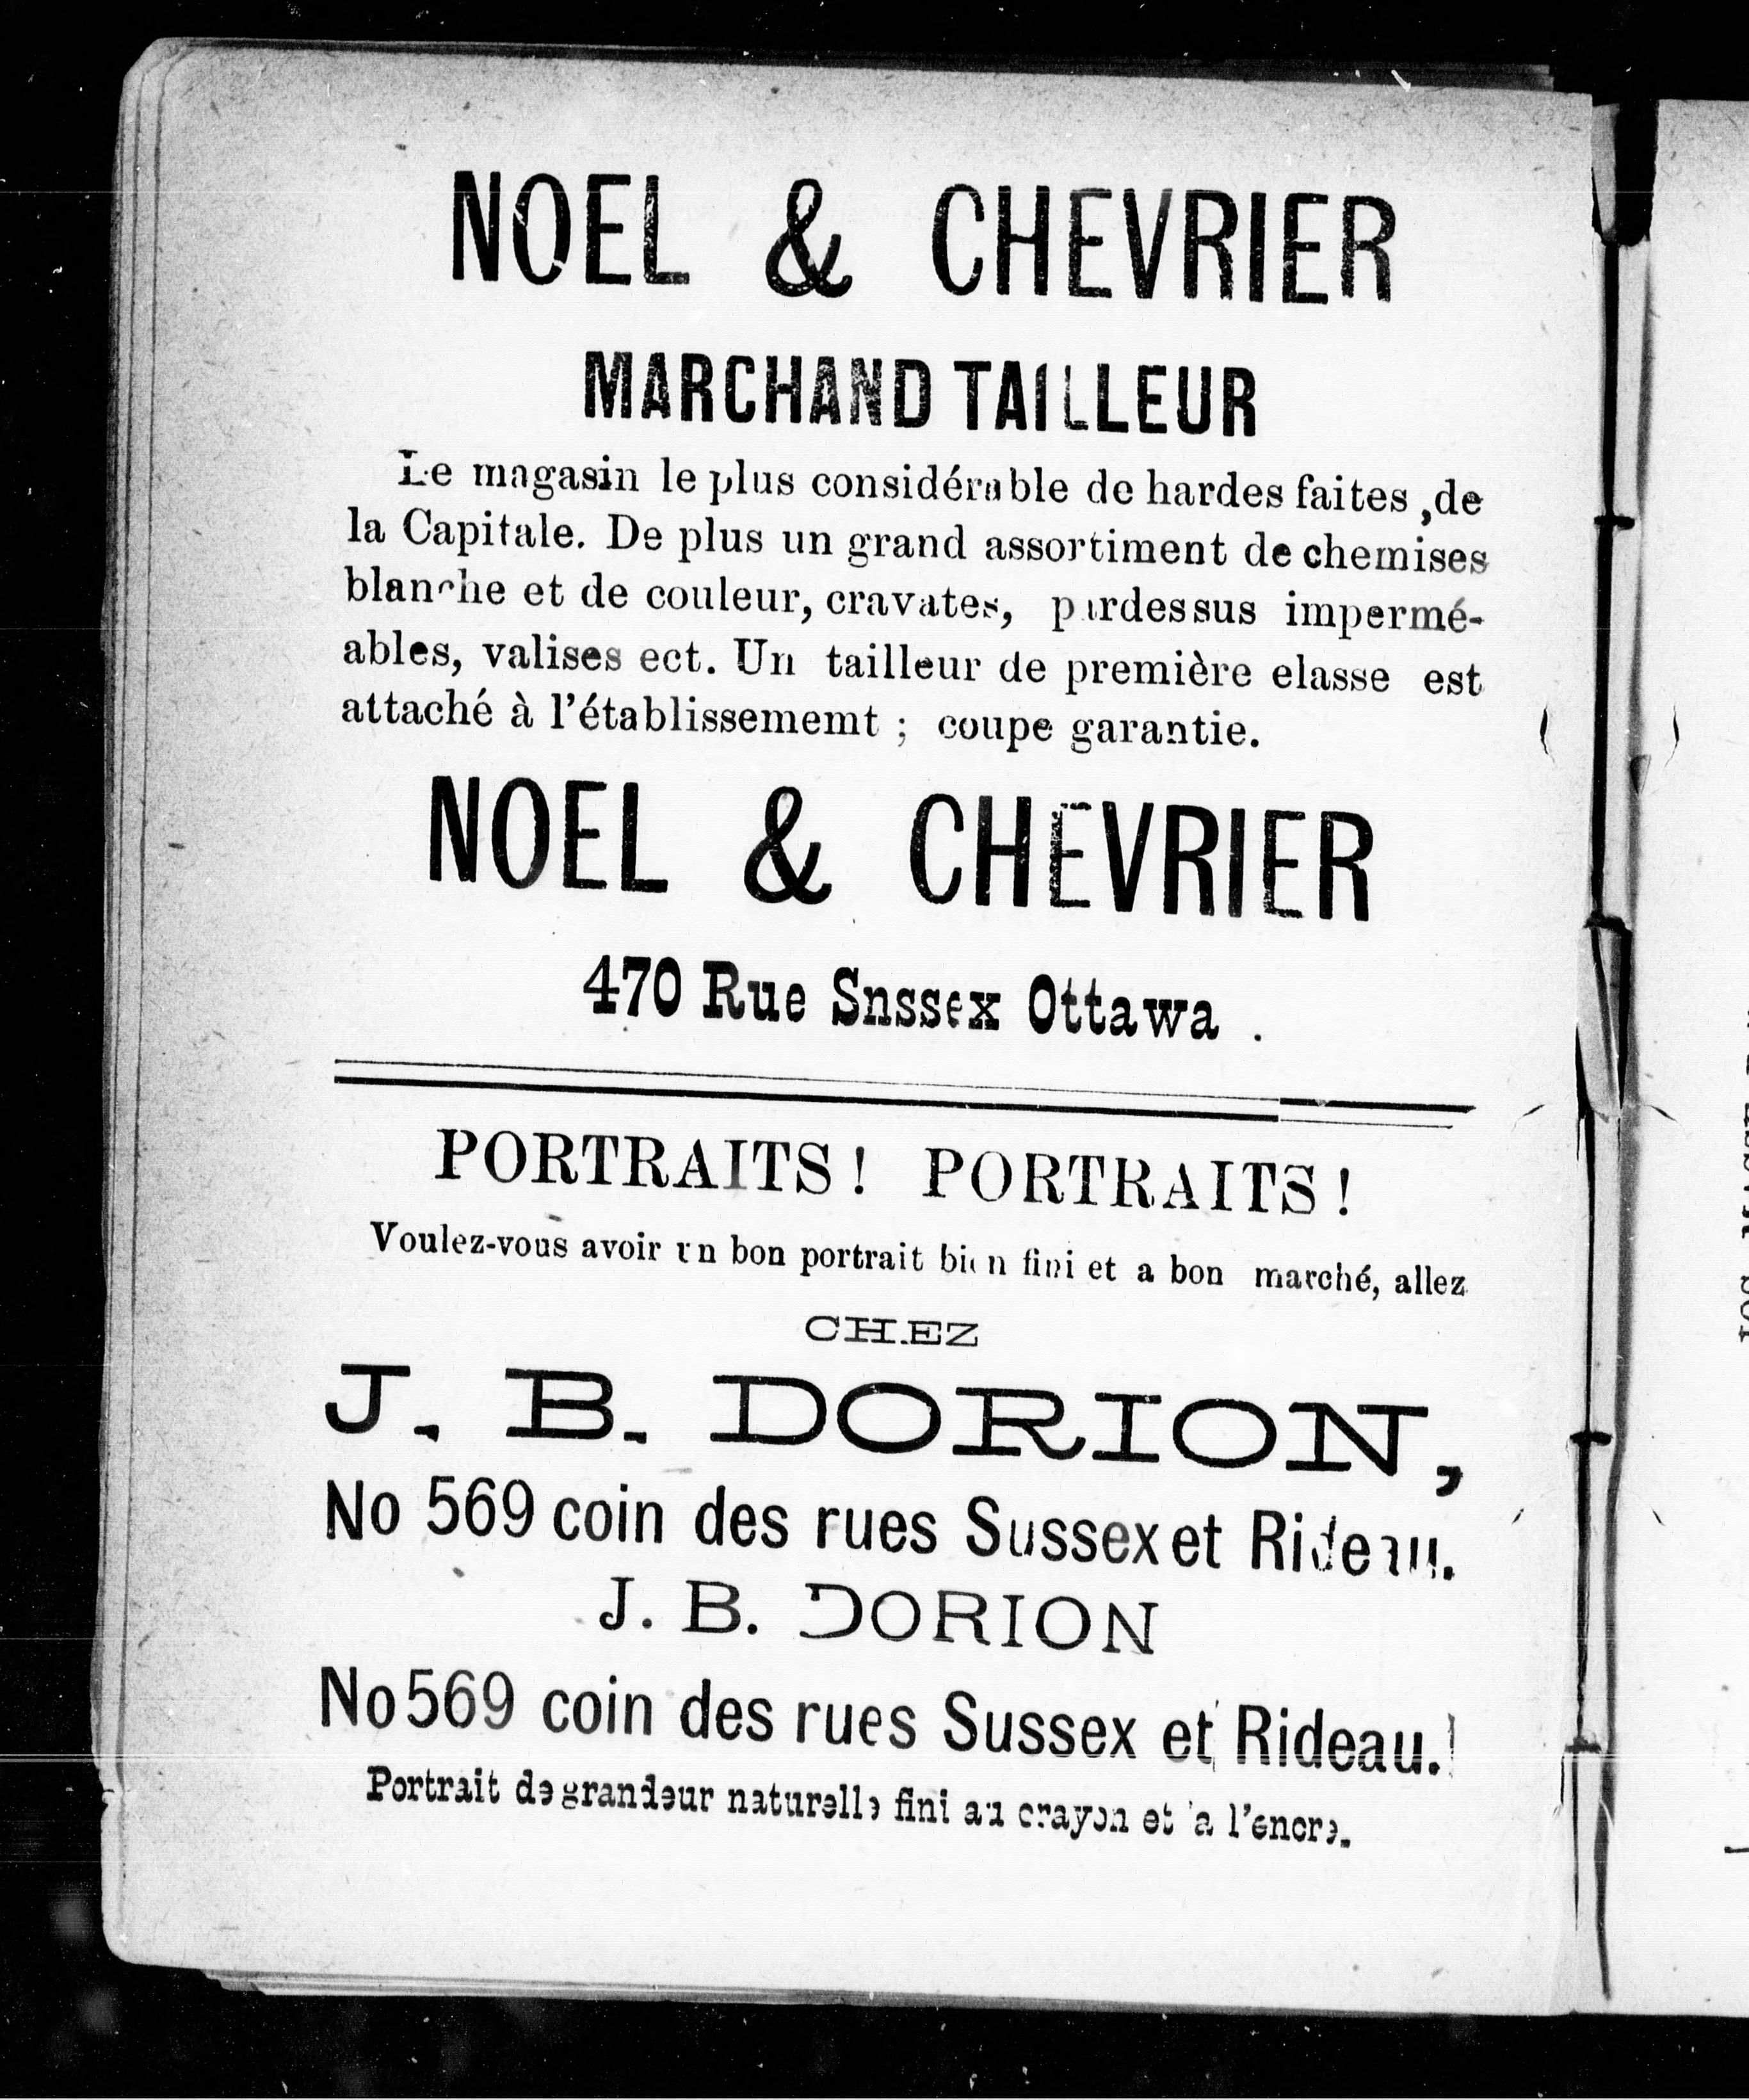 NOEL & CHEVRIER
MARCHAND TAILLEUR
Le magasin le plus considérable de hardes faites ,de
la Capitale. De plus un grand assortiment de chemises
blanche et de couleur, cravates, pardessus impermé-
ables, valises ect. Un tailleur de première elasse est
attaché à l'établissememt ; coupe garantie.
NOEL & CHEVRIER
470 Rue Snssex Ottawa .
PORTRAITS ! PORTRAITS !
Voulez-vous avoir un bon portrait bien fini et a bon marché, allez
CHEZ
J. B. DORION,
No 569 coin des rues Sussex et Rideau.
J. B. DORION
No 569 coin des rues Sussex et Rideau.
Portrait de grandeur naturelle fini au crayon et a l'encre.